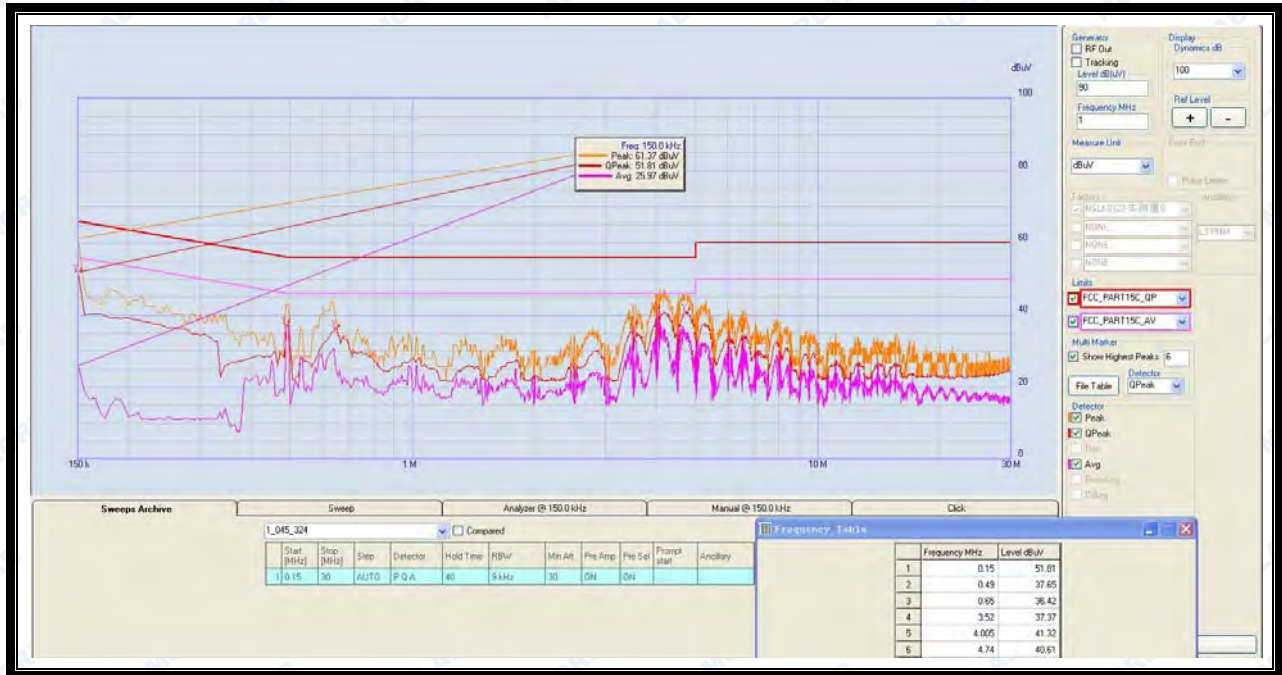 dBuV
100
80
60
40
20
0
Freq: 150.0 kHz
Peak: 61.37 dBuV
QPeak: 51.81 dBuV
Avg: 25.97 dBuV
150 k
1 M
10 M
30 M
Generator
RF Out
Tracking
Level dB(uV)
90
Frequency MHz
1
Display
Dynamics dB
100
Ref Level
+ -
Measure Unit
dBuV
Pulse Limiter
Factors
NONE
NONE
NONE
Limits
FCC_PART15C_QP
FCC_PART15C_AV
Multi Marker
Show Highest Peaks 6
File Table
Detector
QPeak
Detector
Peak
QPeak
Avg
Sweeps Archive Sweep Analyzer @ 150.0 kHz Manual @ 150.0 kHz Click
1_045_324 Compared
Start [MHz] Stop [MHz] Step Detector Hold Time RBW Min Att Pre Amp Pre Sel Prompt start Ancillary
1 0.15 30 AUTO P Q A 40 9 kHz 30 ON ON
Frequency Table
Frequency MHz Level dBuV
1 0.15 51.81
2 0.49 37.65
3 0.65 36.42
4 3.52 37.37
5 4.005 41.32
6 4.74 40.61